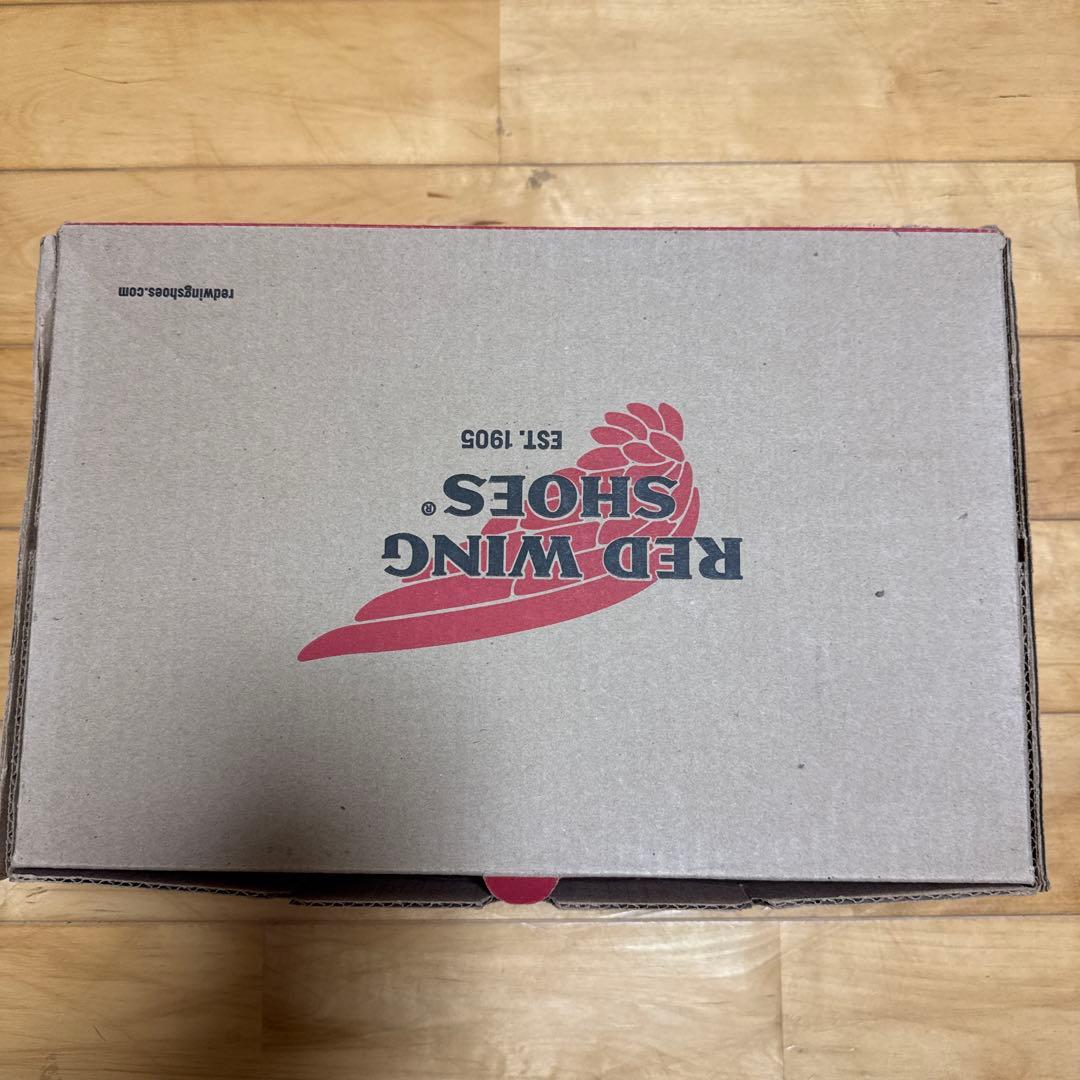 RED WING
SHOES®
EST. 1905
redwingshoes.com